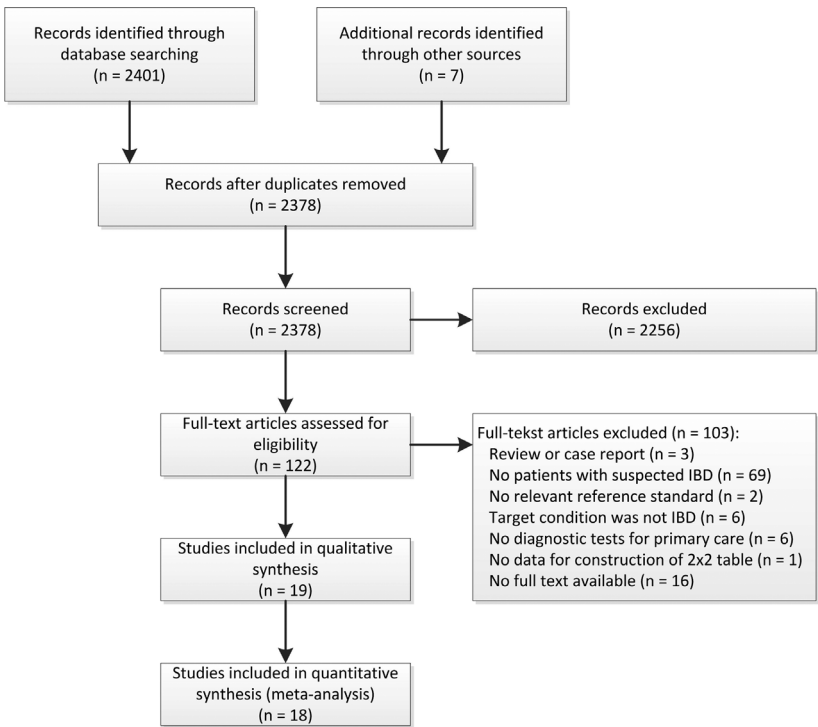 Records identified through
database searching
(n = 2401)
Additional records identified
through other sources
(n = 7)
Records after duplicates removed
(n = 2378)
Records screened
(n = 2378)
Records excluded
(n = 2256)
Full-text articles assessed for
eligibility
(n = 122)
Full-tekst articles excluded (n = 103):
Review or case report (n = 3)
No patients with suspected IBD (n = 69)
No relevant reference standard (n = 2)
Target condition was not IBD (n = 6)
No diagnostic tests for primary care (n = 6)
No data for construction of 2x2 table (n = 1)
No full text available (n = 16)
Studies included in qualitative
synthesis
(n = 19)
Studies included in quantitative
synthesis (meta-analysis)
(n = 18)